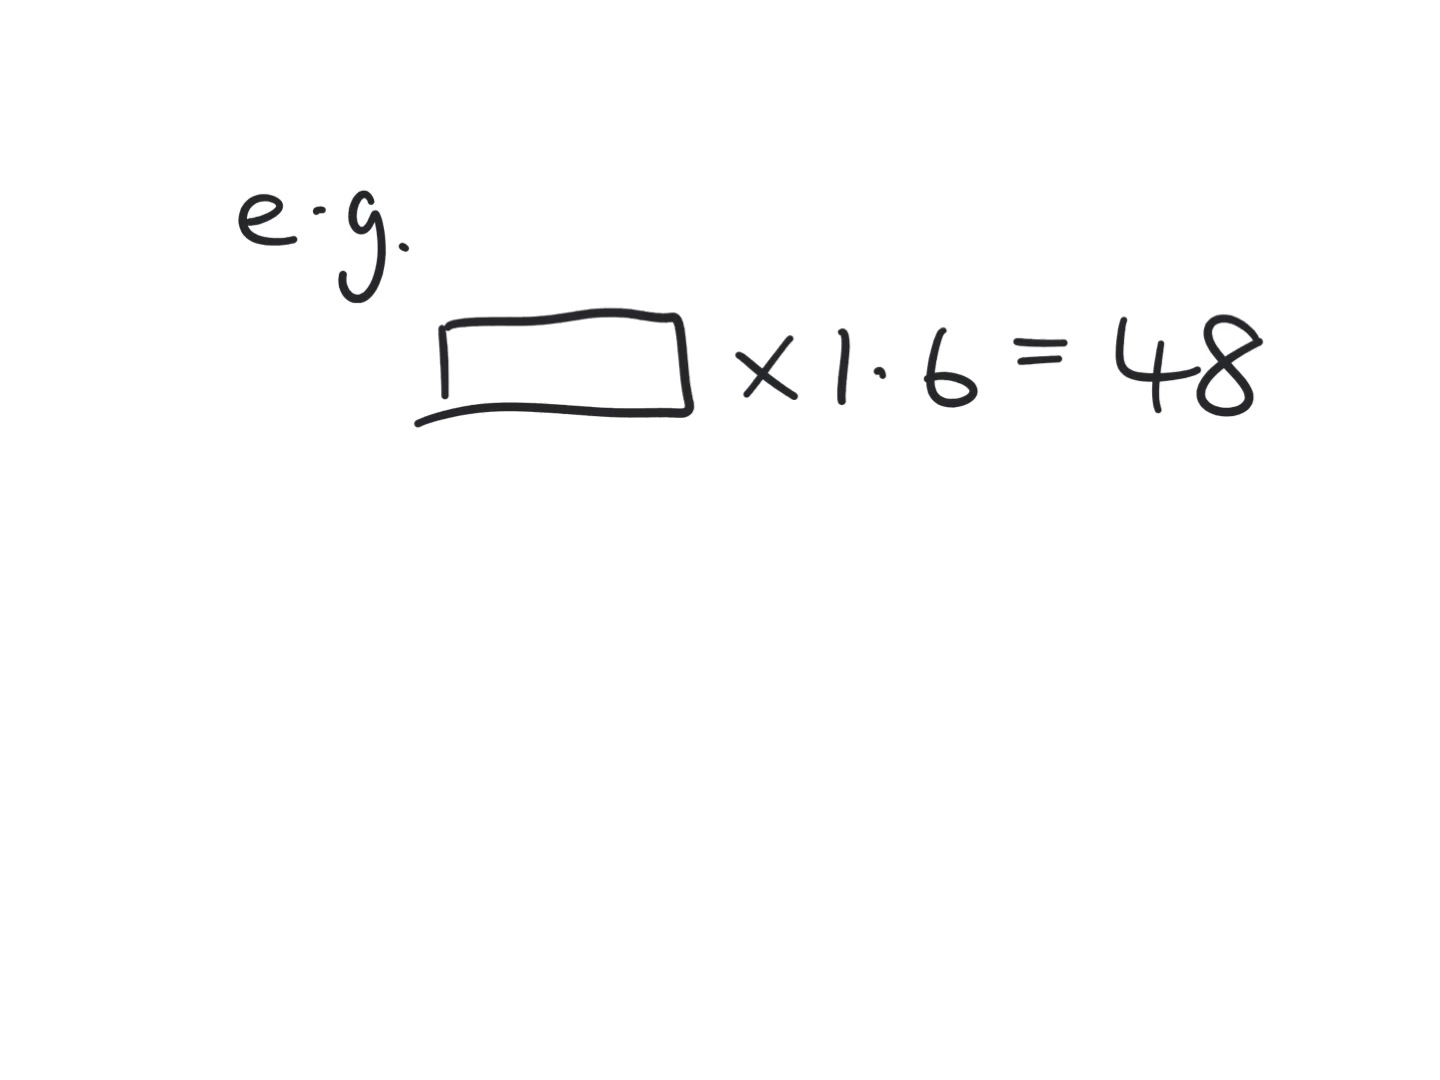 e.g.
× 1.6 = 48